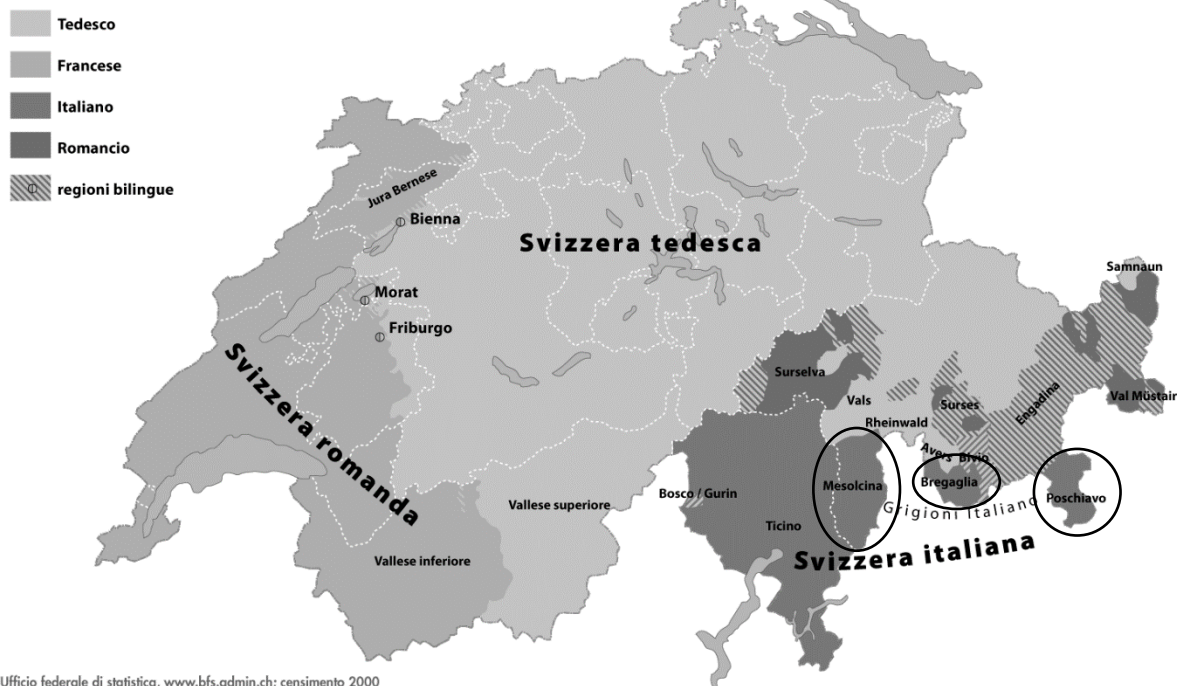 Tedesco
Francese
Italiano
Romancio
regioni bilingue
Jura Bernese
Bienna
Svizzera tedesca
Samnaun
Morat
Friburgo
Svizzera romanda
Surselva
Vals
Surses
Engadina
Val Müstair
Rheinwald
Avers
Bivio
Mesolcina
Bregaglia
Poschiavo
Bosco / Gurin
Vallese superiore
Grigioni Italiano
Ticino
Svizzera italiana
Vallese inferiore
Ufficio federale di statistica, www.bfs.admin.ch; censimento 2000